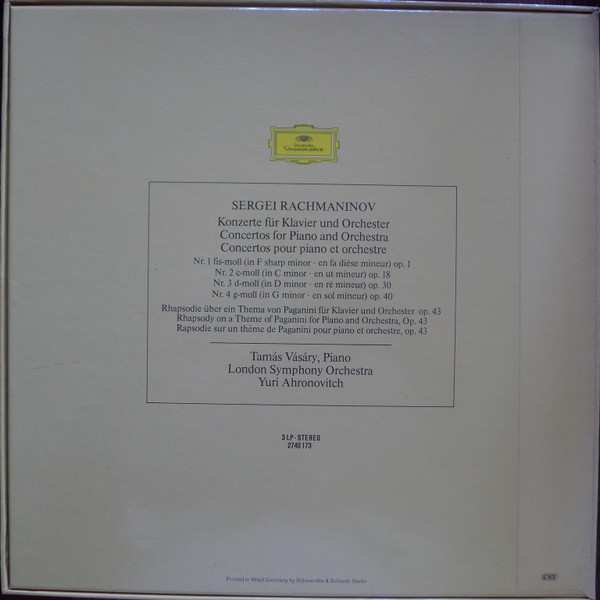 Deutsche
Grammophon
SERGEI RACHMANINOV
Konzerte für Klavier und Orchester
Concertos for Piano and Orchestra
Concertos pour piano et orchestre
Nr. 1 fis-moll (in F sharp minor · en fa dièse mineur) op. 1
Nr. 2 c-moll (in C minor · en ut mineur) op. 18
Nr. 3 d-moll (in D minor · en ré mineur) op. 30
Nr. 4 g-moll (in G minor · en sol mineur) op. 40
Rhapsodie über ein Thema von Paganini für Klavier und Orchester op. 43
Rhapsody on a Theme of Paganini for Piano and Orchestra, Op. 43
Rapsodie sur un thème de Paganini pour piano et orchestre, op. 43
Tamás Vásáry, Piano
London Symphony Orchestra
Yuri Ahronovitch
3 LP · STEREO
2740 173
Printed in West Germany by Schwertfle & Scharst, Berlin